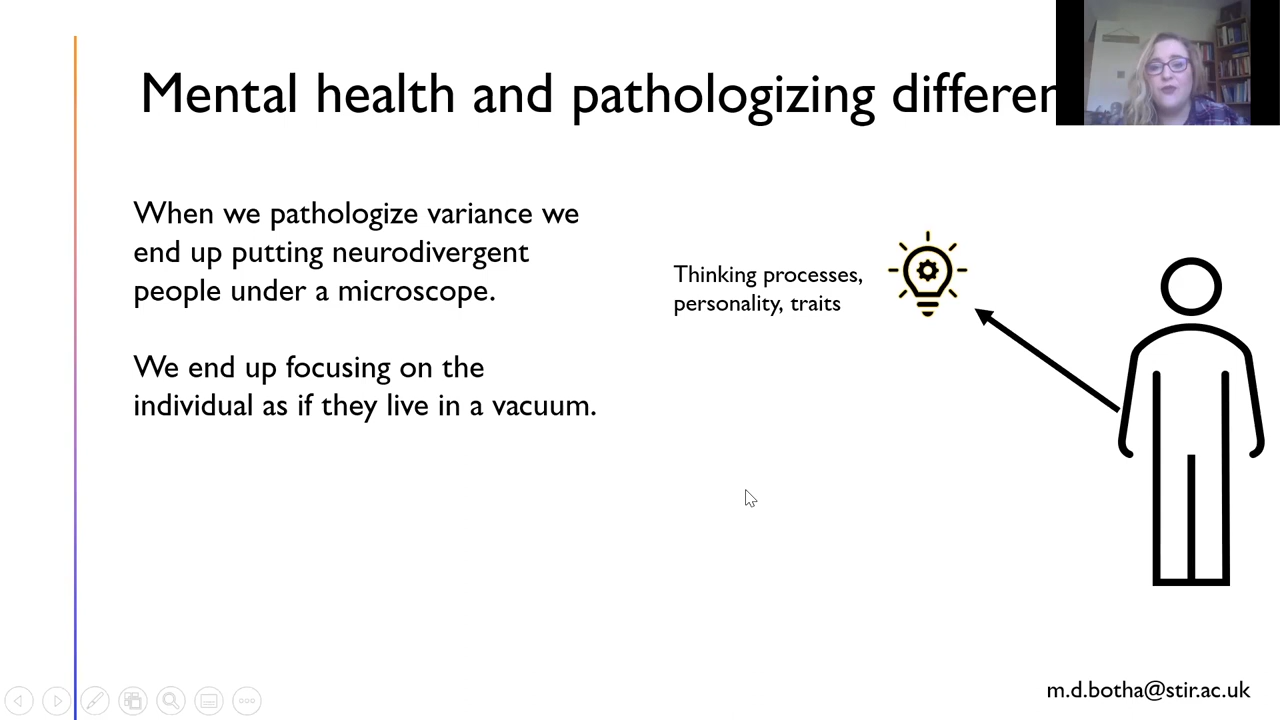 Mental health and pathologizing differen
When we pathologize variance we
end up putting neurodivergent
people under a microscope.
We end up focusing on the
individual as if they live in a vacuum.
Thinking processes,
personality, traits
m.d.botha@stir.ac.uk